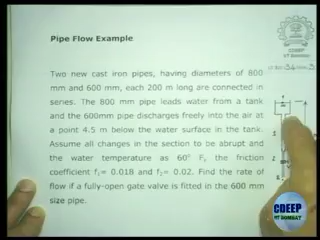 Pipe Flow Example
Two new cast iron pipes, having diameters of 800
mm and 600 mm, each 200 m long are connected in
series. The 800 mm pipe leads water from a tank
and the 600mm pipe discharges freely into the air at
a point 4.5 m below the water surface in the tank.
Assume all changes in the section to be abrupt and
the water temperature as 60° F, the friction
coefficient f₁= 0.018 and f₂= 0.02. Find the rate of
flow if a fully-open gate valve is fitted in the 600 mm
size pipe.
IIT Bombay
CDEEP
IIT BOMBAY